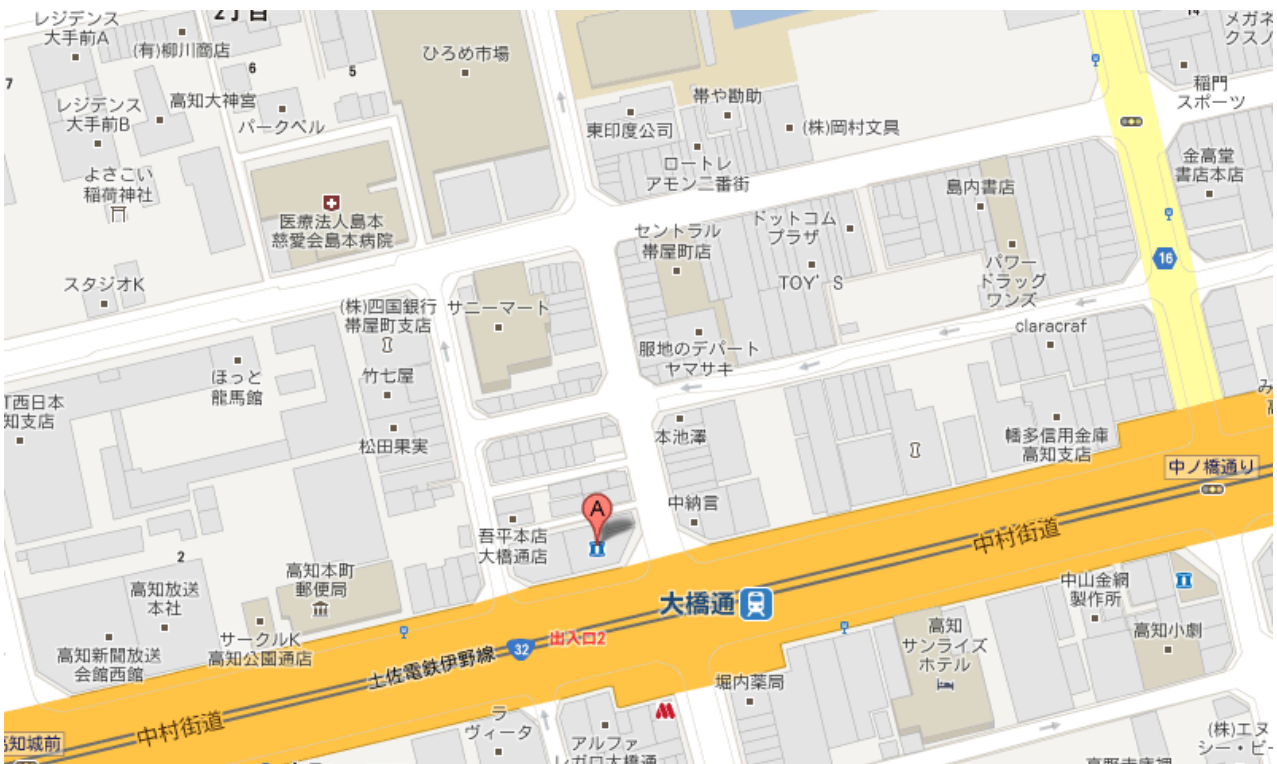 レジデンス
大手前A
2丁目
(有)柳川商店
6
5
7
ひろめ市場
14
メガネ
クスノ
レジデンス
大手前B
高知大神宮
パークベル
東印度公司
帯や勘助
(株)岡村文具
稲門
スポーツ
よさこい
稲荷神社
ロートレ
アモン二番街
金高堂
書店本店
島内書店
医療法人島本
慈愛会島本病院
セントラル
帯屋町店
ドットコム
プラザ
16
スタジオK
TOY'S
パワー
ドラッグ
ワンズ
(株)四国銀行
帯屋町支店
サニーマート
claracraf
服地のデパート
ヤマサキ
ほっと
龍馬館
竹七屋
T西日本
知支店
松田果実
本池澤
幡多信用金庫
高知支店
み
中ノ橋通り
A
中納言
吾平本店
大橋通店
中村街道
2
高知放送
本社
高知本町
郵便局
大橋通
中山金網
製作所
サークルK
高知公園通店
出入口2
32
高知
サンライズ
ホテル
高知小劇
高知新聞放送
会館西館
土佐電鉄伊野線
堀内薬局
中村街道
高知城前
ラ
ヴィータ
アルファ
レガロ大橋通
(株)エヌ
シー・ビー